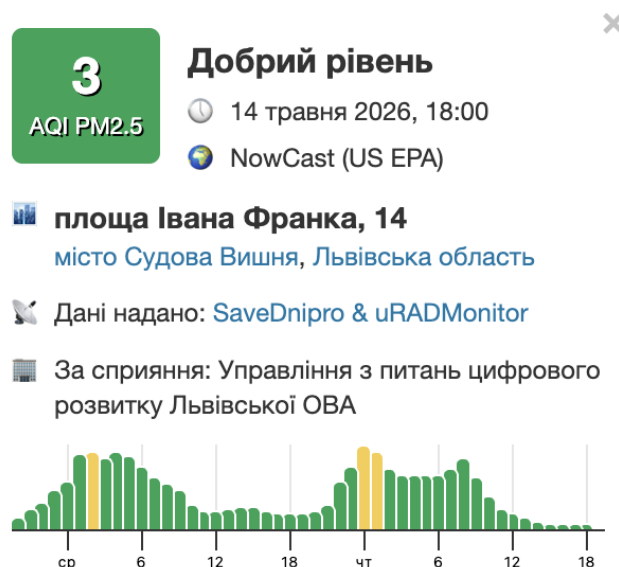 ×
3
AQI PM2.5
Добрий рівень
14 травня 2026, 18:00
NowCast (US EPA)
площа Івана Франка, 14
місто Судова Вишня, Львівська область
Дані надано: SaveDnipro & uRADMonitor
За сприяння: Управління з питань цифрового
розвитку Львівської ОВА
ср 6 12 18 чт 6 12 18